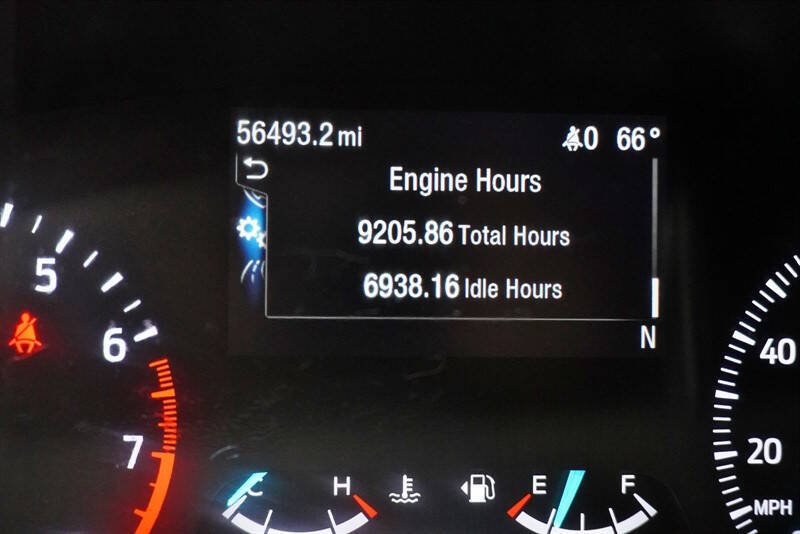 56493.2 mi
0 66°
Engine Hours
9205.86 Total Hours
6938.16 Idle Hours
N
5
6
7
C H
E F
40
20
MPH